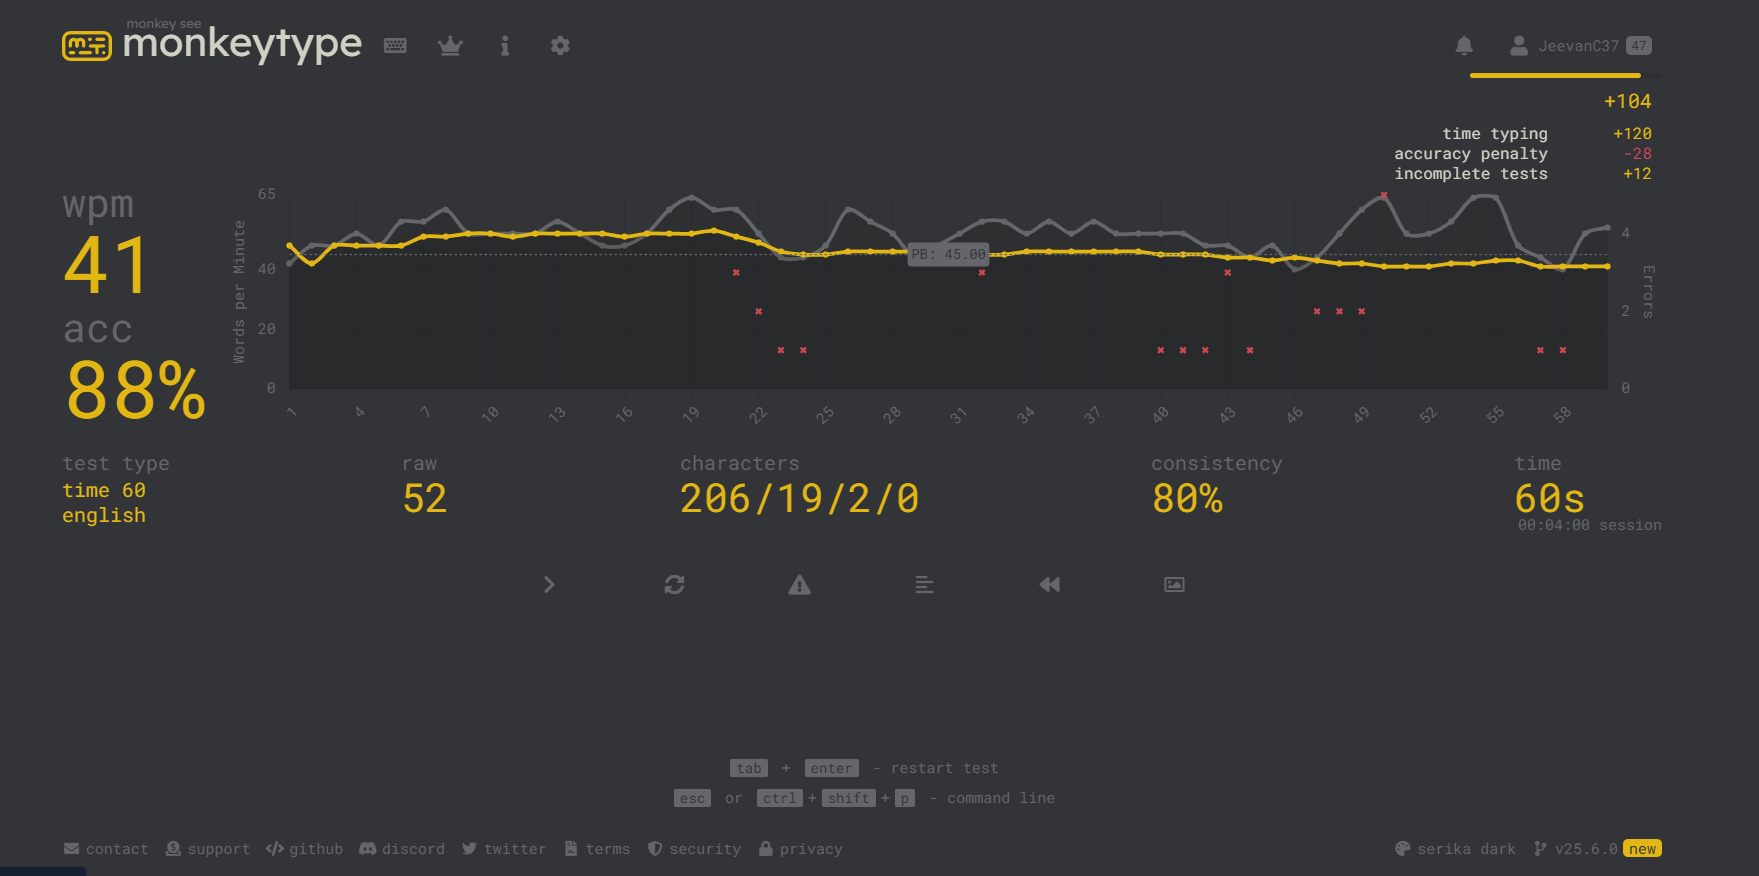 monkey see
monkeytype
JeevanC37 47
+104
time typing +120
accuracy penalty -28
incomplete tests +12
wpm
41
acc
88%
Words per Minute
65
40
20
0
PB: 45.00
4
2
0
Errors
1 4 7 10 13 16 19 22 25 28 31 34 37 40 43 46 49 52 55 58
test type
time 60
english
raw
52
characters
206/19/2/0
consistency
80%
time
60s
00:04:00 session
tab + enter - restart test
esc or ctrl + shift + p - command line
contact support github discord twitter terms security privacy serika dark v25.6.0 new